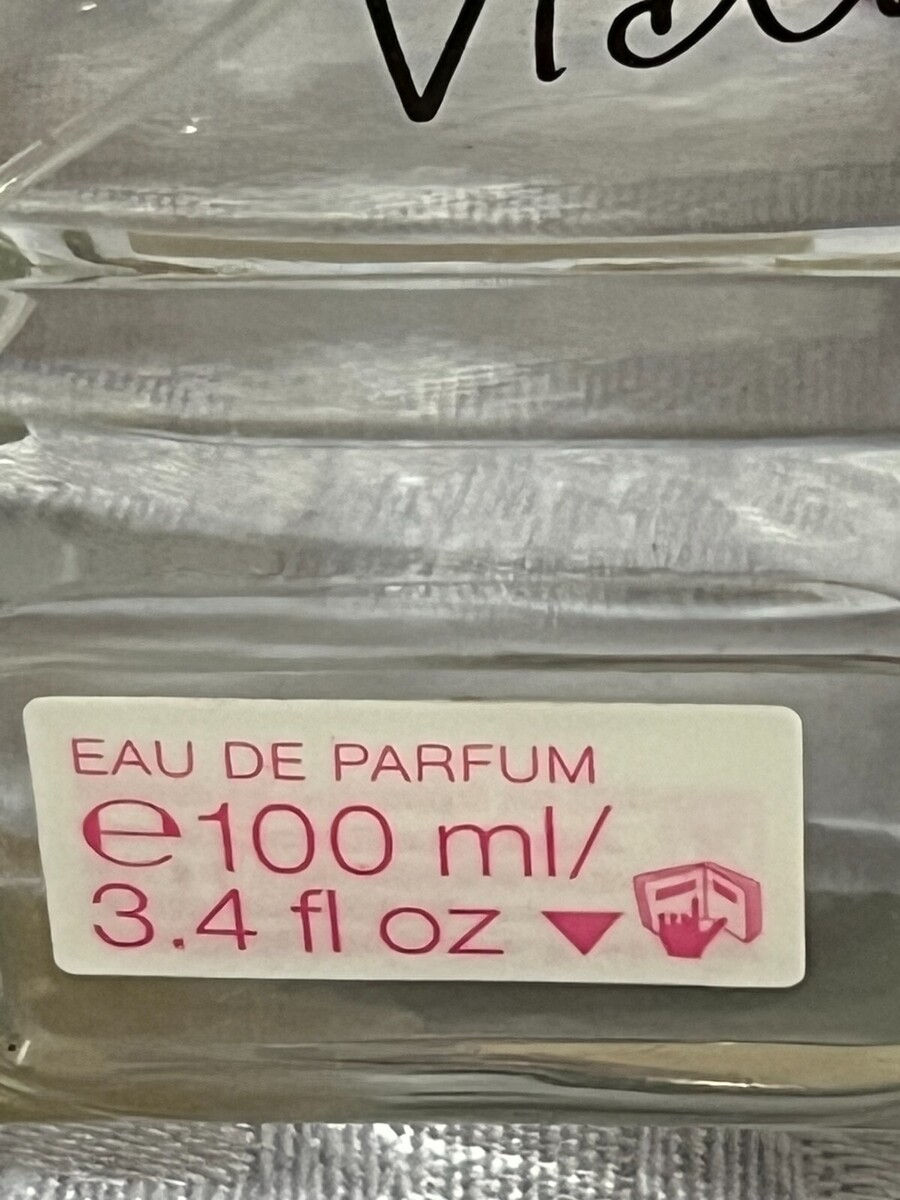 EAU DE PARFUM
℮100 ml/
3.4 fl oz ▼